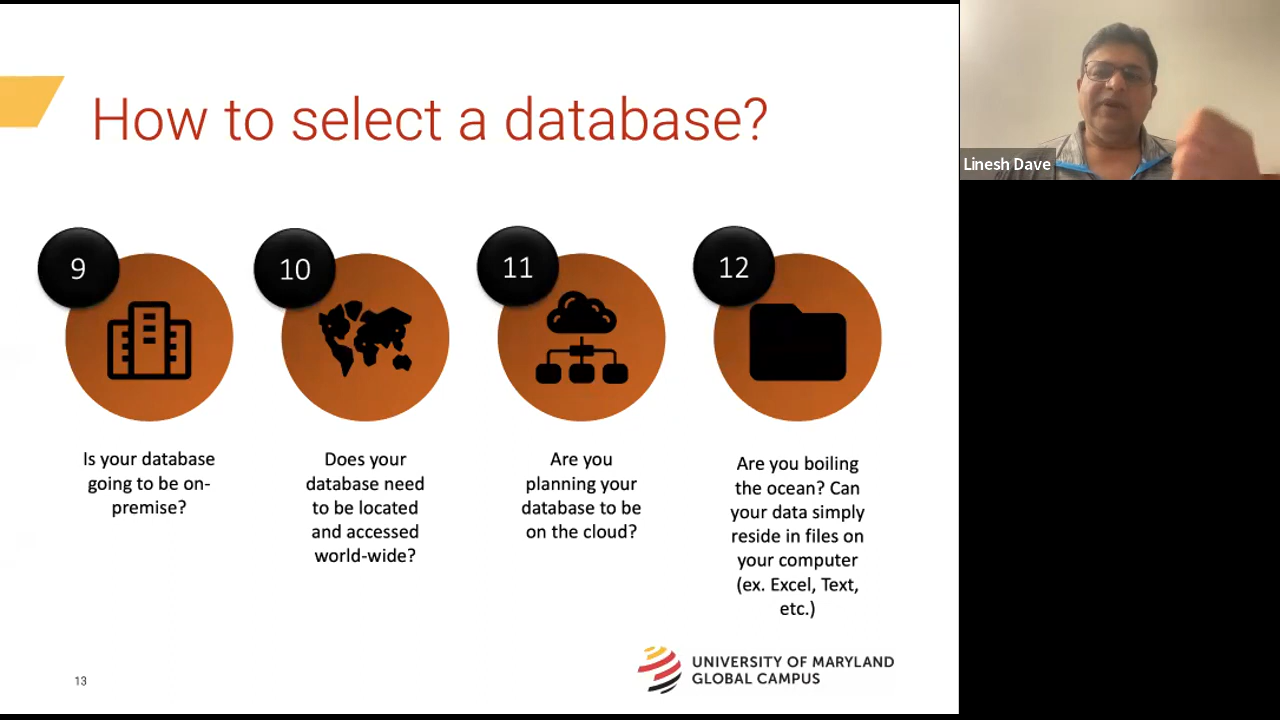 How to select a database?
Linesh Dave
9
10
11
12
Is your database
going to be on-
premise?
Does your
database need
to be located
and accessed
world-wide?
Are you
planning your
database to be
on the cloud?
Are you boiling
the ocean? Can
your data simply
reside in files on
your computer
(ex. Excel, Text,
etc.)
13
UNIVERSITY OF MARYLAND
GLOBAL CAMPUS